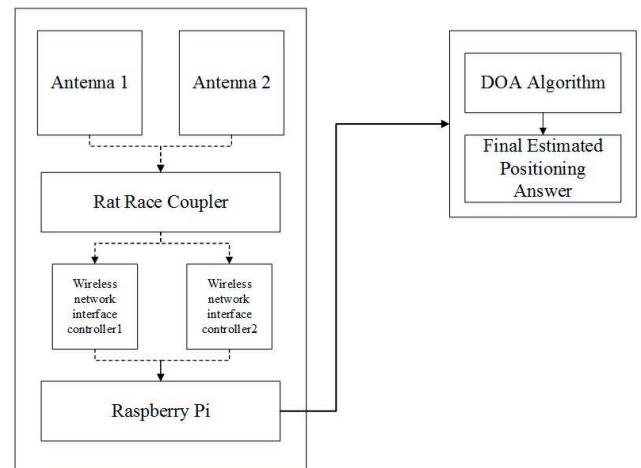 Antenna 1
Antenna 2
Rat Race Coupler
Wireless
network
interface
controller1
Wireless
network
interface
controller2
Raspberry Pi
DOA Algorithm
Final Estimated
Positioning
Answer